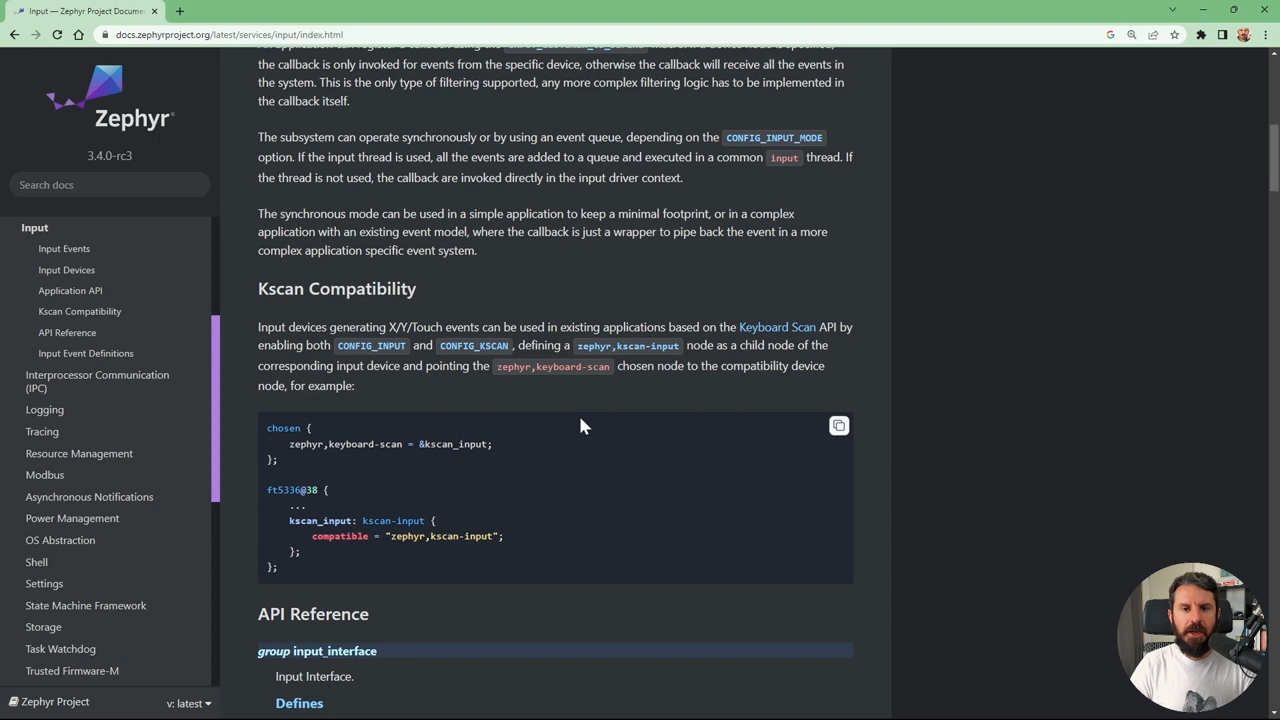 Input — Zephyr Project Documen
docs.zephyrproject.org/latest/services/input/index.html
Zephyr
3.4.0-rc3
Search docs
Input
Input Events
Input Devices
Application API
Kscan Compatibility
API Reference
Input Event Definitions
Interprocessor Communication
(IPC)
Logging
Tracing
Resource Management
Modbus
Asynchronous Notifications
Power Management
OS Abstraction
Shell
Settings
State Machine Framework
Storage
Task Watchdog
Trusted Firmware-M
Zephyr Project
v: latest
the callback is only invoked for events from the specific device, otherwise the callback will receive all the events in
the system. This is the only type of filtering supported, any more complex filtering logic has to be implemented in
the callback itself.
The subsystem can operate synchronously or by using an event queue, depending on the CONFIG_INPUT_MODE
option. If the input thread is used, all the events are added to a queue and executed in a common input thread. If
the thread is not used, the callback are invoked directly in the input driver context.
The synchronous mode can be used in a simple application to keep a minimal footprint, or in a complex
application with an existing event model, where the callback is just a wrapper to pipe back the event in a more
complex application specific event system.
Kscan Compatibility
Input devices generating X/Y/Touch events can be used in existing applications based on the Keyboard Scan API by
enabling both CONFIG_INPUT and CONFIG_KSCAN, defining a zephyr,kscan-input node as a child node of the
corresponding input device and pointing the zephyr,keyboard-scan chosen node to the compatibility device
node, for example:
chosen {
zephyr,keyboard-scan = &kscan_input;
};
ft5336@38 {
...
kscan_input: kscan-input {
compatible = "zephyr,kscan-input";
};
};
API Reference
group input_interface
Input Interface.
Defines